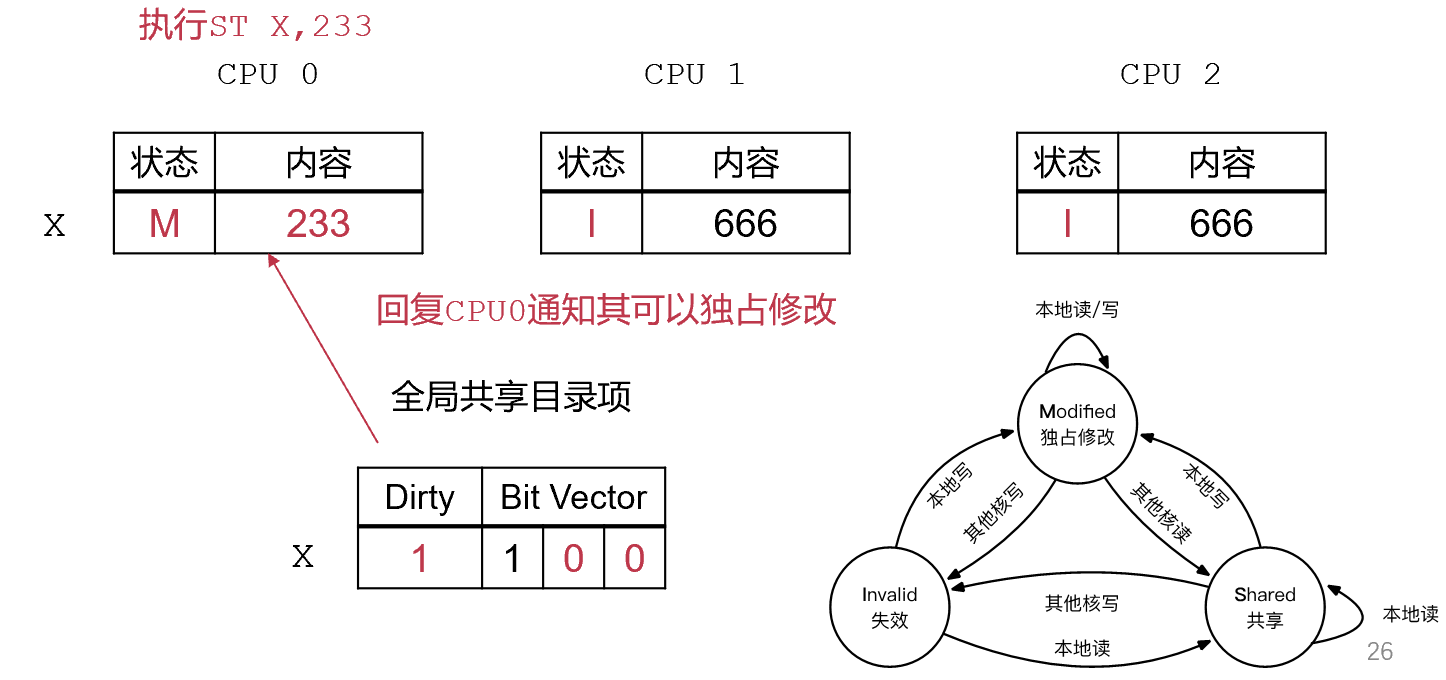 执行ST X,233
CPU 0
CPU 1
CPU 2
状态 内容
状态 内容
状态 内容
X M 233
I 666
I 666
回复CPU0通知其可以独占修改
全局共享目录项
Dirty Bit Vector
X 1 1 0 0
本地读/写
Modified
独占修改
本地写
其他核写
其他核读
本地写
Invalid
失效
其他核写
本地读
Shared
共享
本地读
26